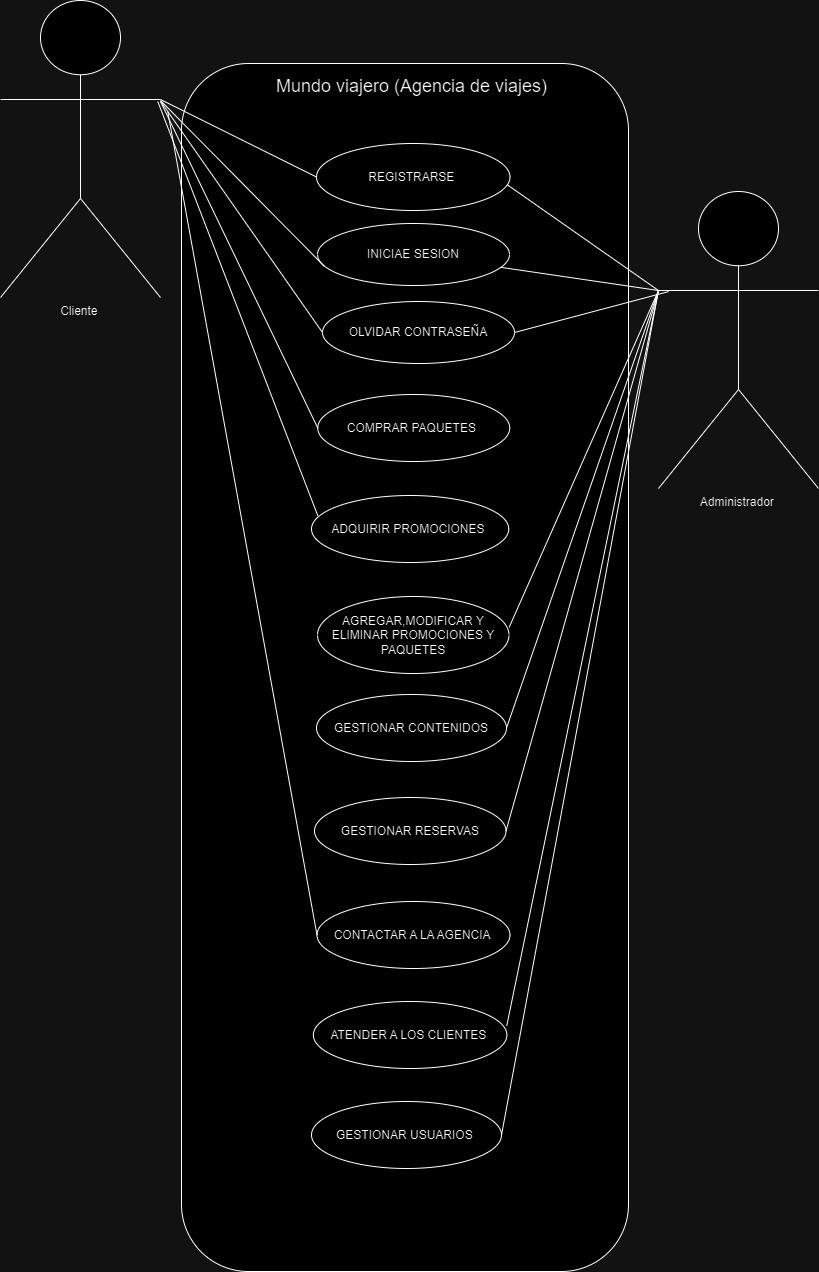 Mundo viajero (Agencia de viajes)
REGISTRARSE
INICIAE SESION
Cliente
OLVIDAR CONTRASEÑA
COMPRAR PAQUETES
Administrador
ADQUIRIR PROMOCIONES
AGREGAR,MODIFICAR Y
ELIMINAR PROMOCIONES Y
PAQUETES
GESTIONAR CONTENIDOS
GESTIONAR RESERVAS
CONTACTAR A LA AGENCIA
ATENDER A LOS CLIENTES
GESTIONAR USUARIOS